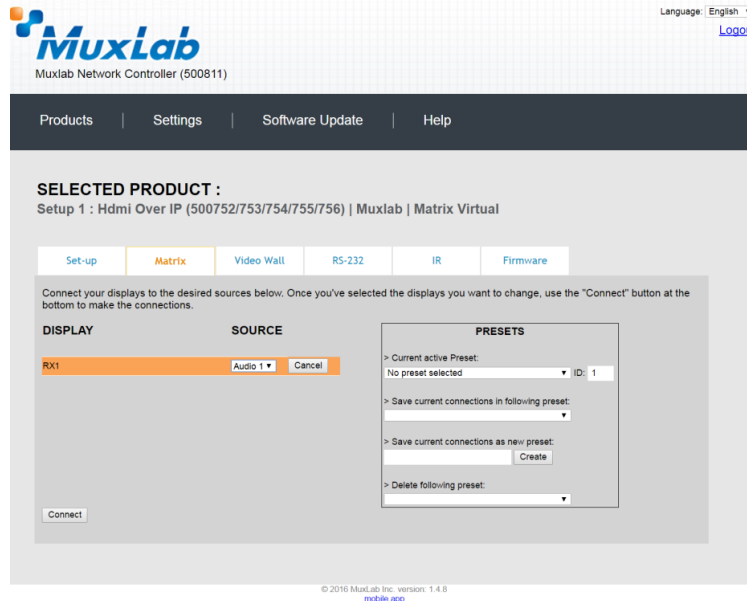 Language: English
Logou
MuxLab
Muxlab Network Controller (500811)
Products | Settings | Software Update | Help
SELECTED PRODUCT :
Setup 1 : Hdmi Over IP (500752/753/754/755/756) | Muxlab | Matrix Virtual
Set-up Matrix Video Wall RS-232 IR Firmware
Connect your displays to the desired sources below. Once you've selected the displays you want to change, use the "Connect" button at the
bottom to make the connections.
DISPLAY SOURCE PRESETS
> Current active Preset:
RX1 Audio 1 Cancel
No preset selected ID: 1
> Save current connections in following preset:
> Save current connections as new preset:
Create
> Delete following preset:
Connect
© 2016 MuxLab Inc. version: 1.4.8
mobile app